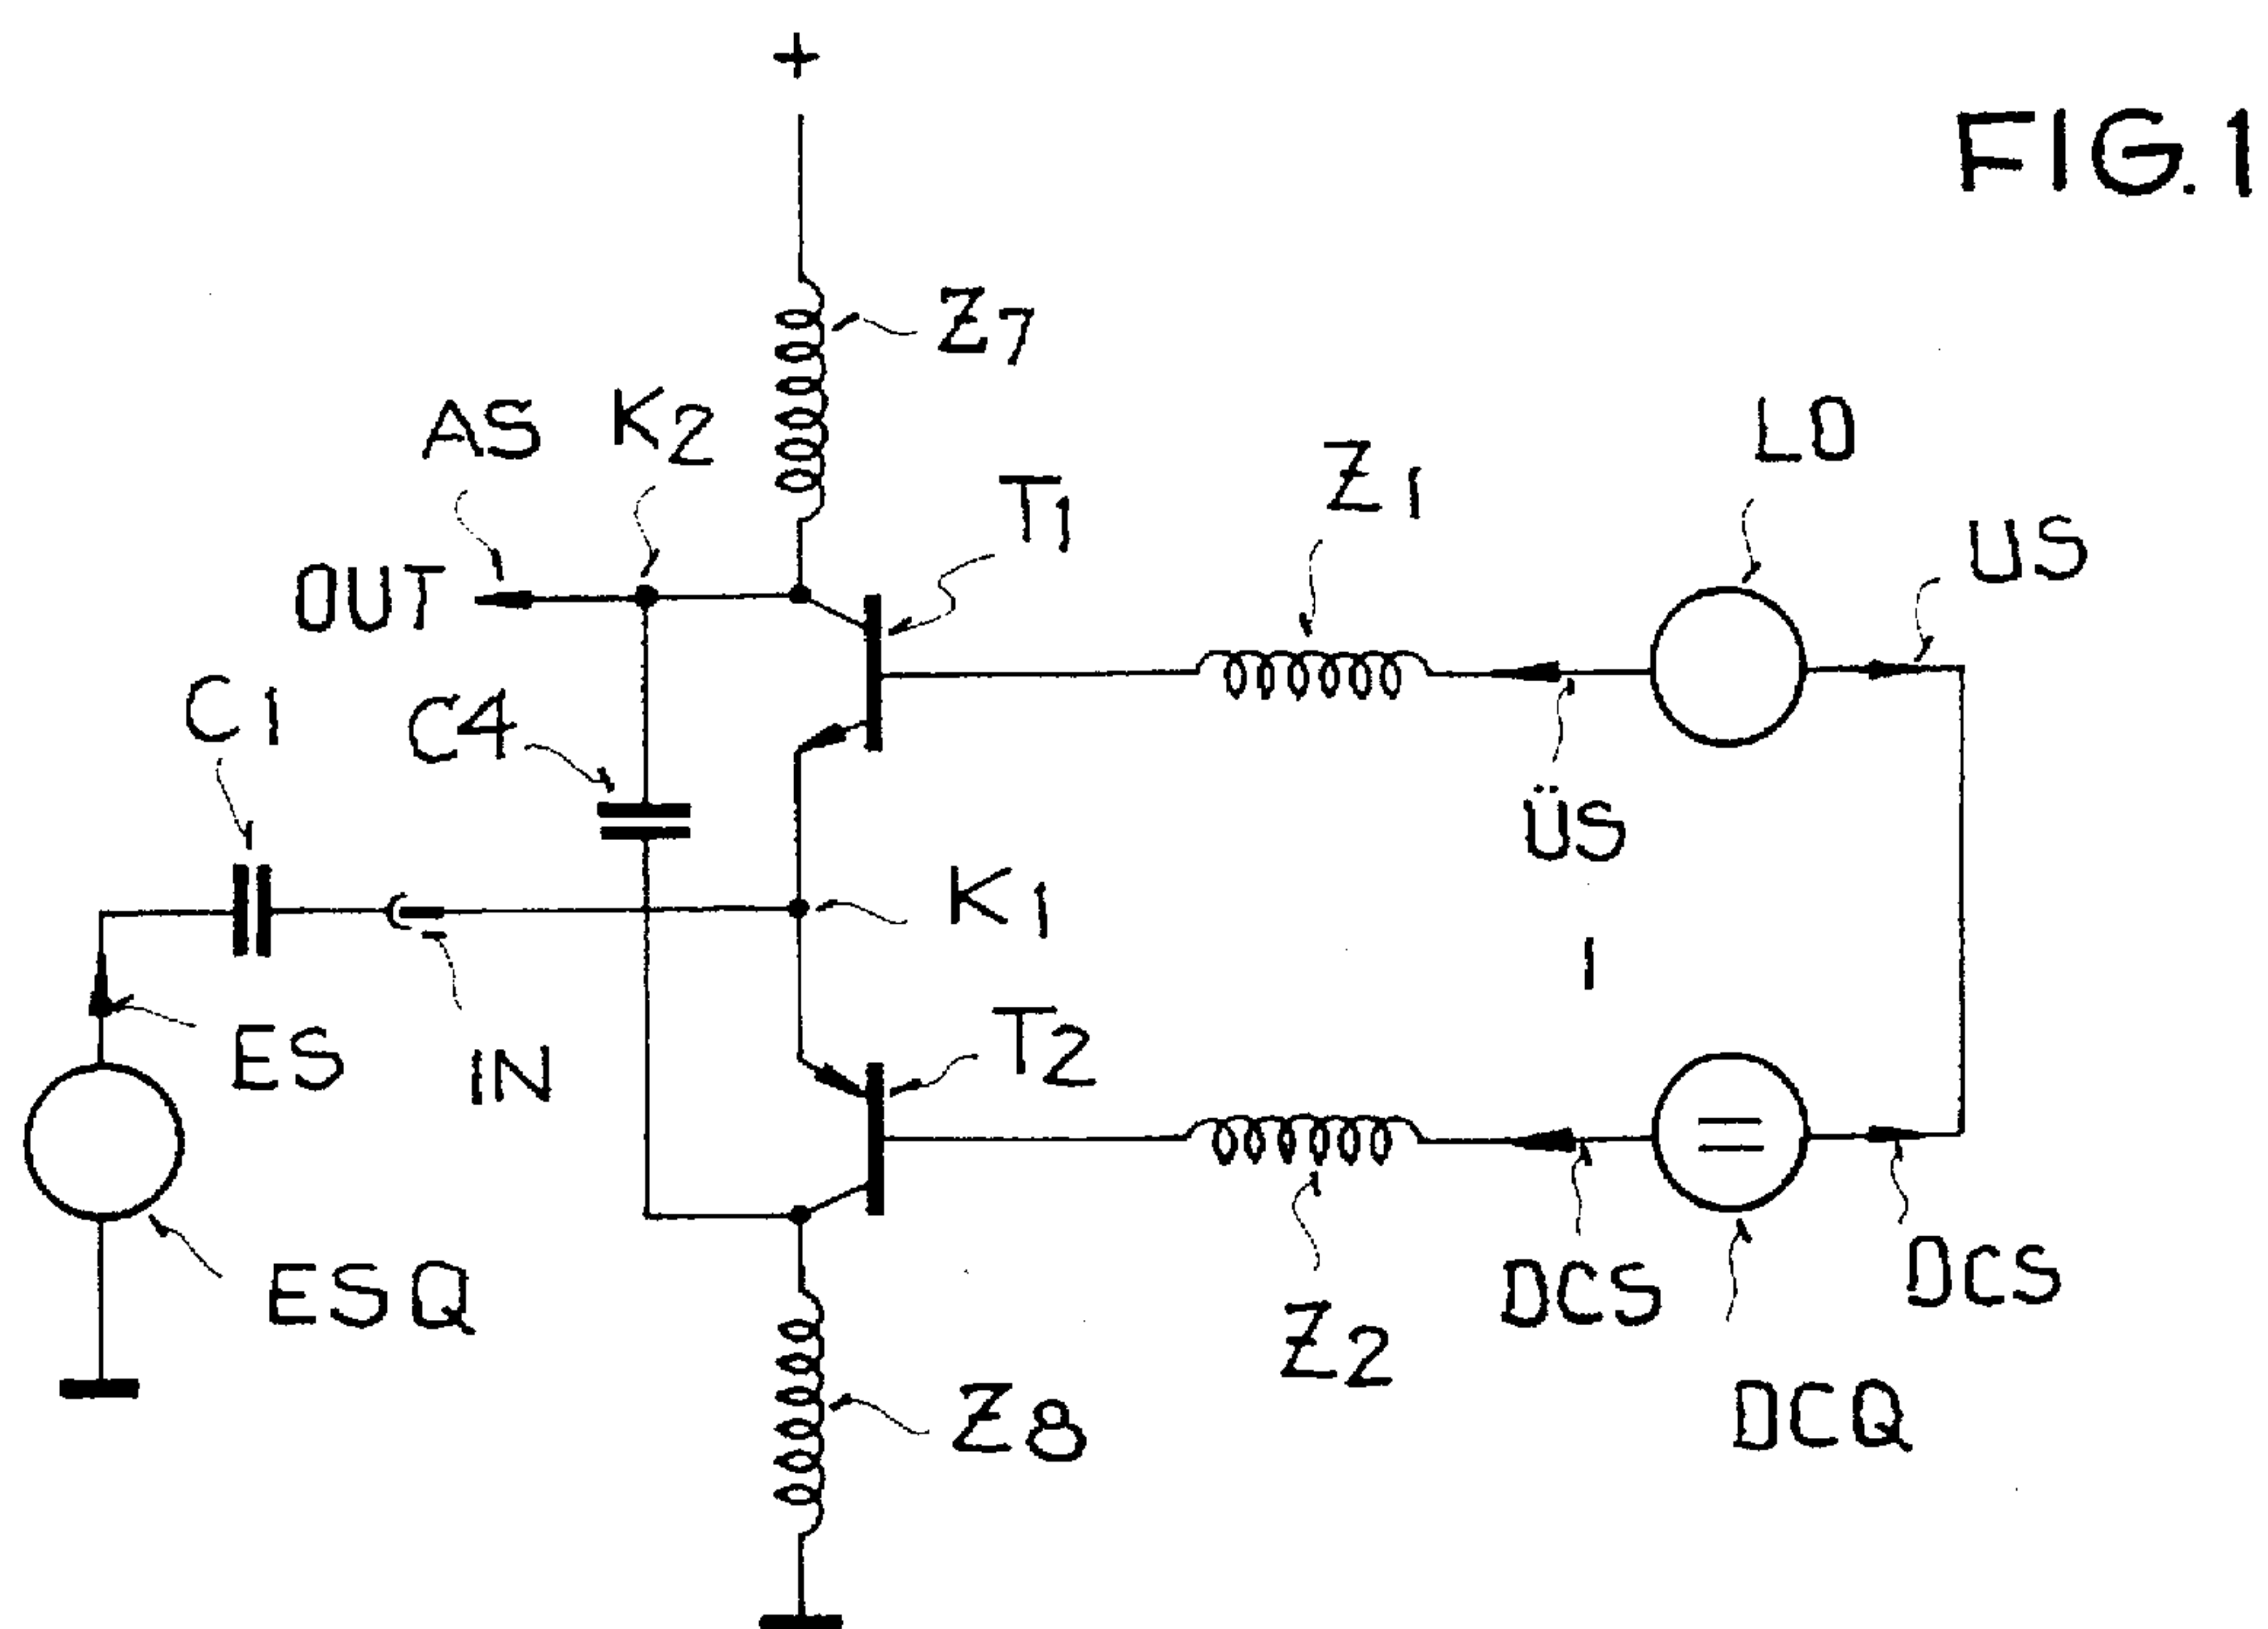 +
FIG.1
Z7
AS K2
LO
Z1
T1
US
OUT
C1
C4
ÜS
K1
I
ES
IN
T2
ESQ
DCS
DCS
Z2
Z8
DCQ